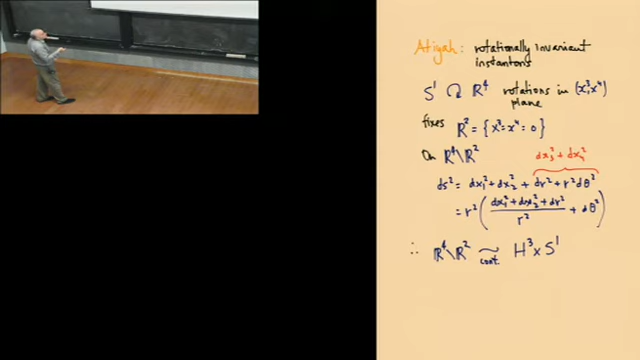 Atiyah: rotationally invariant
instantons
S¹ ↻ ℝ⁴ rotations in (x³,x⁴)
plane
fixes ℝ² = {x³=x⁴=0}
On ℝ⁴\ℝ²
dx₃²+dx₄²
ds² = dx₁²+dx₂² + dr²+r²dθ²
= r² ( (dx₁²+dx₂²+dr²)/r² + dθ² )
∴ ℝ⁴\ℝ² ~ H³×S¹
conf.